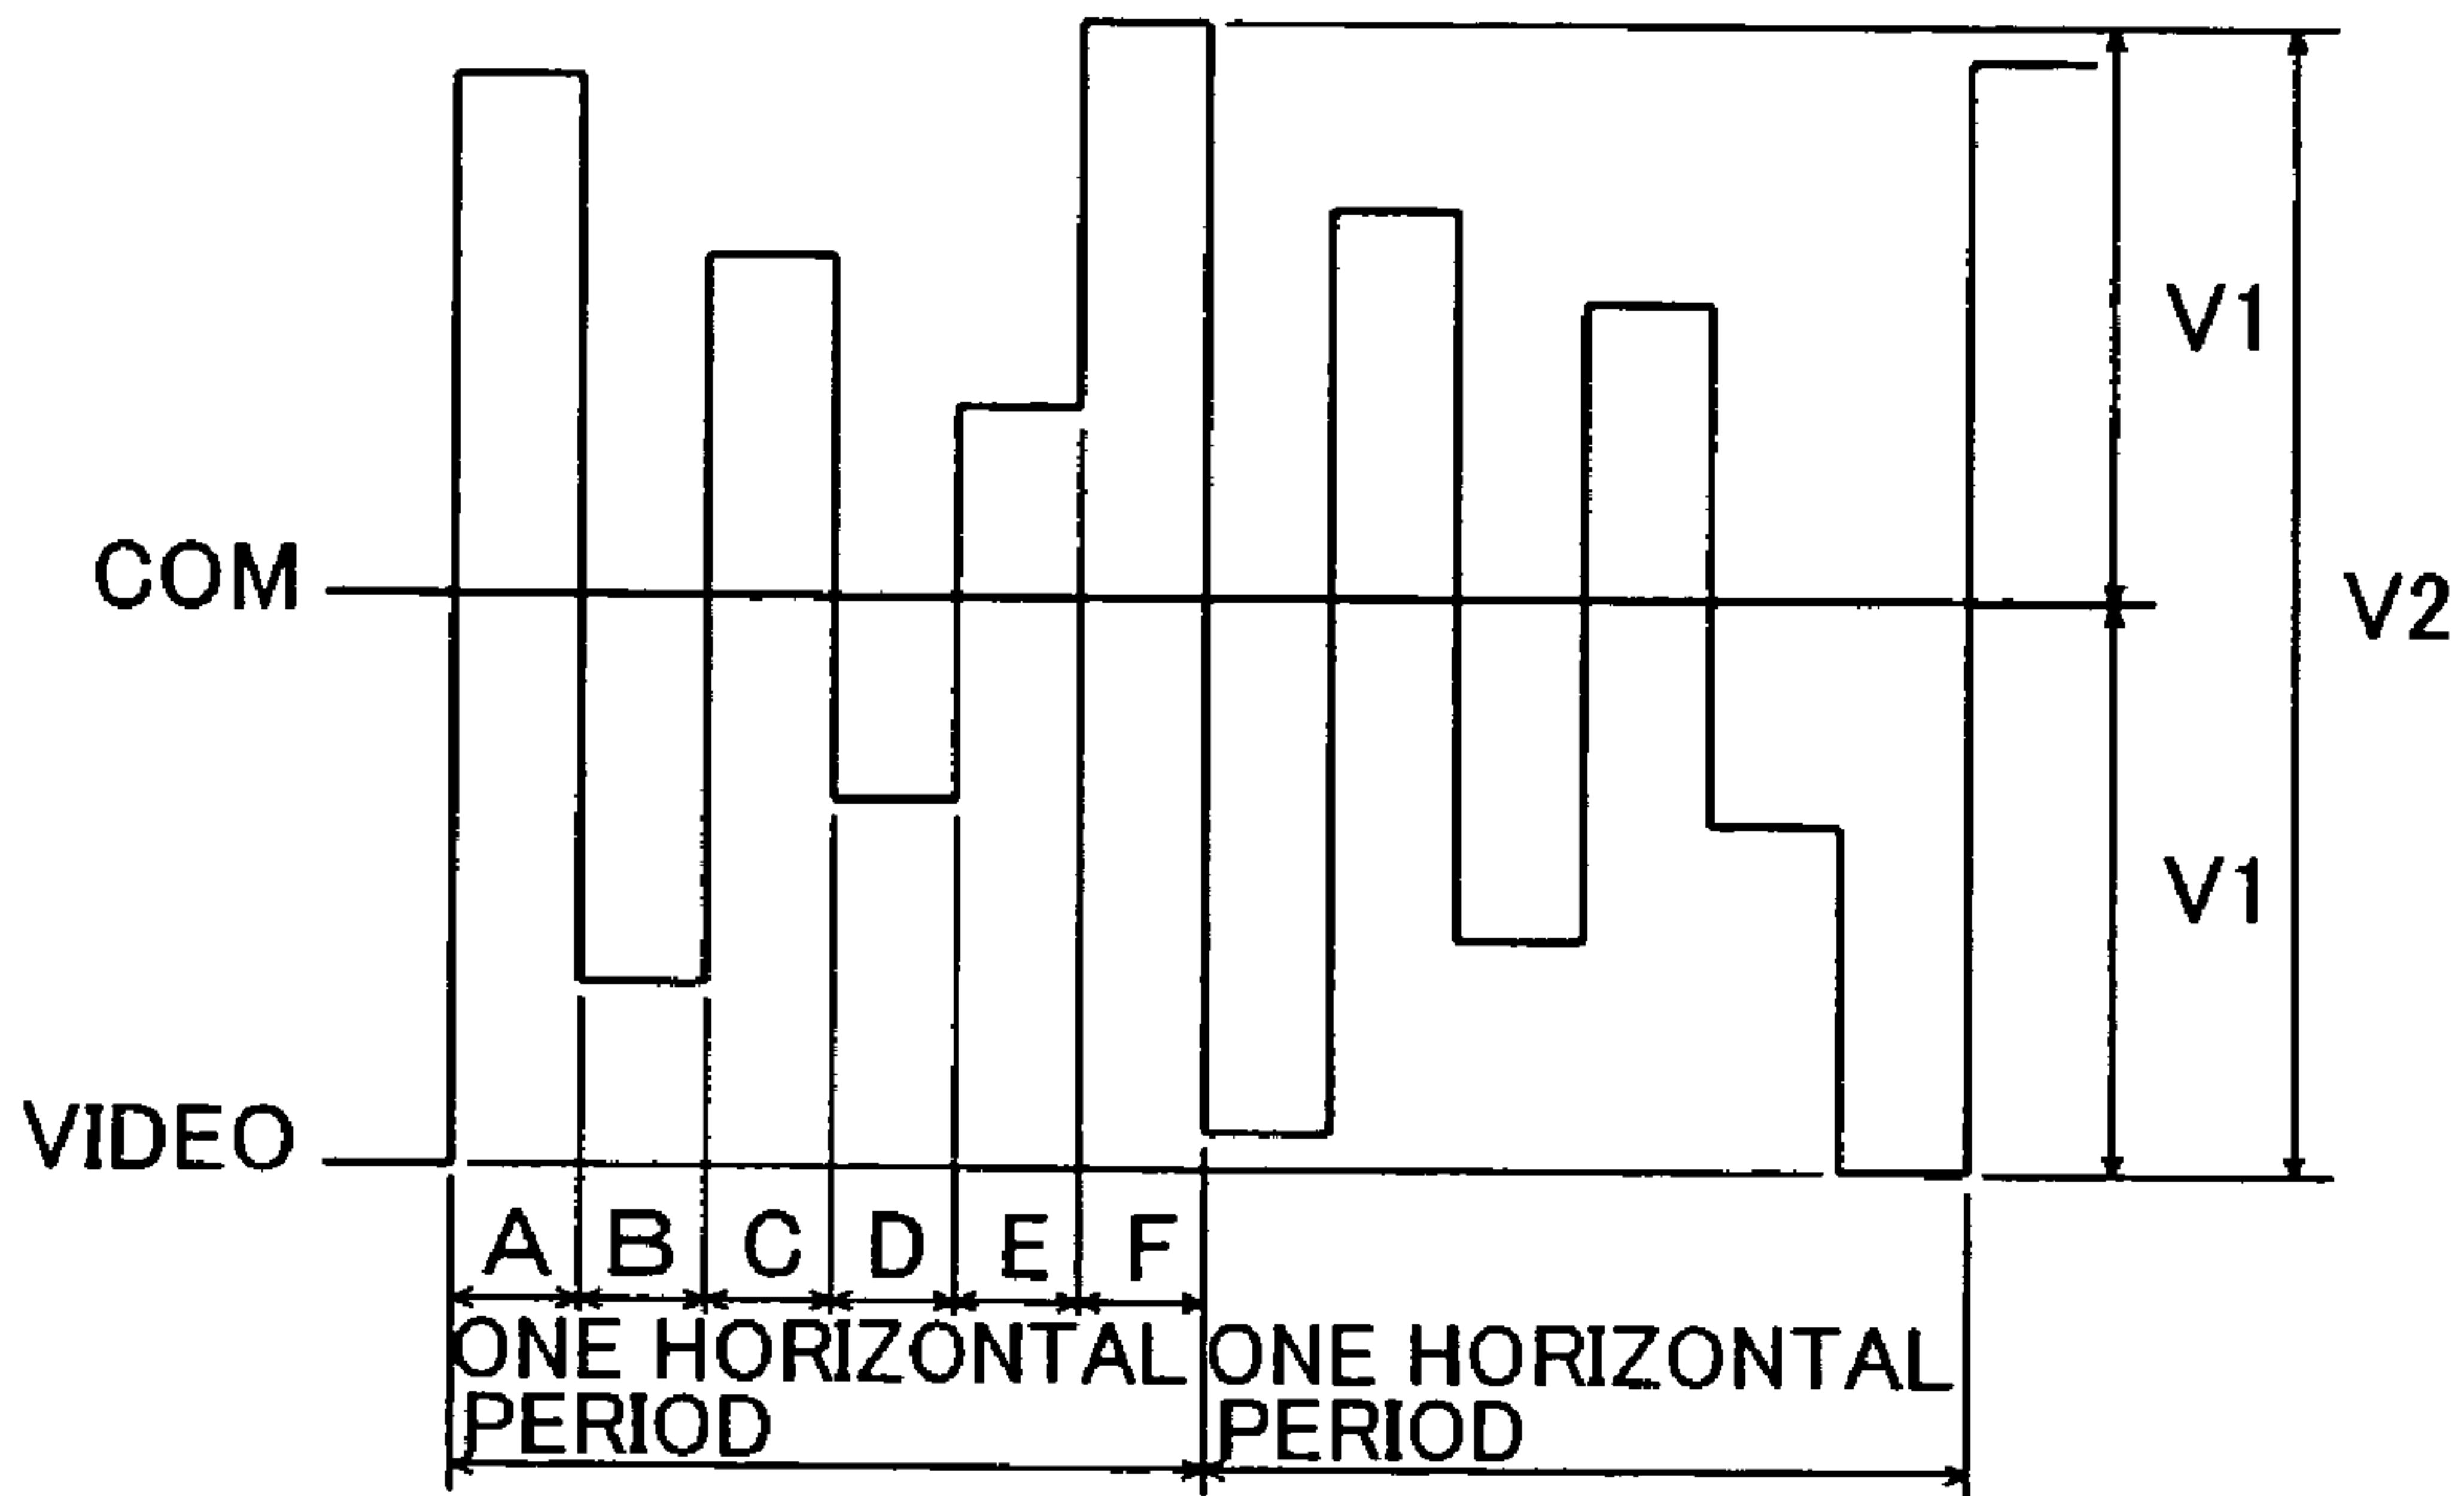 V1
COM
V2
V1
VIDEO
A B C D E F
ONE HORIZONTAL
PERIOD
ONE HORIZONTAL
PERIOD